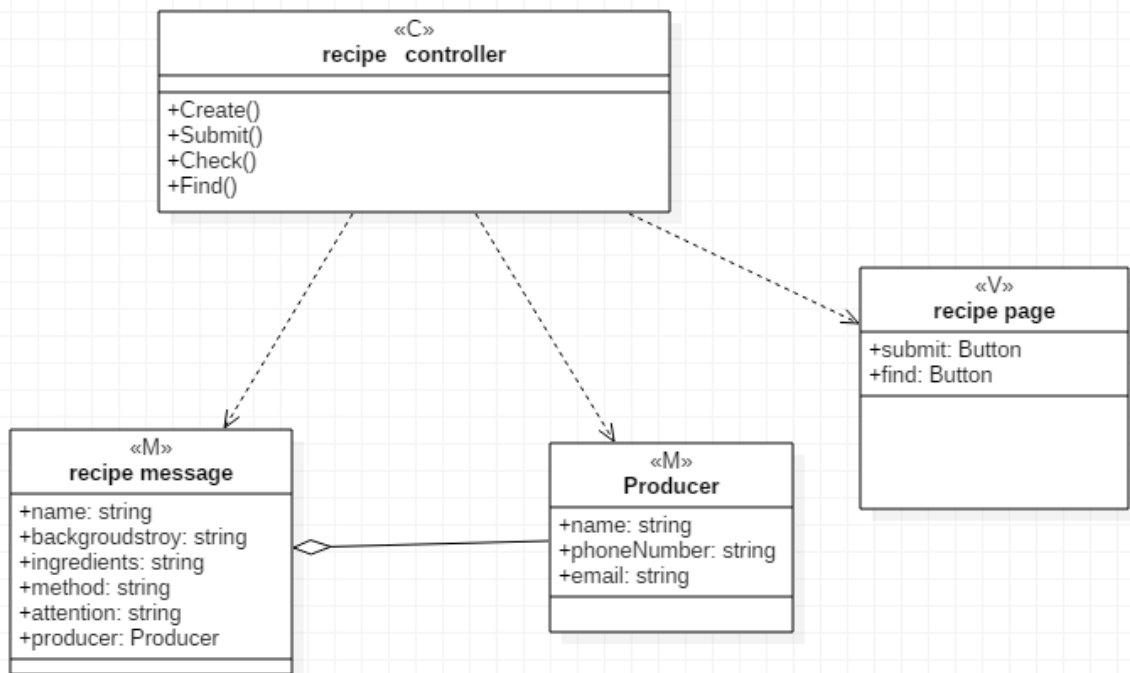 «C»
recipe controller
+Create()
+Submit()
+Check()
+Find()
«V»
recipe page
+submit: Button
+find: Button
«M»
recipe message
+name: string
+backgroudstroy: string
+ingredients: string
+method: string
+attention: string
+producer: Producer
«M»
Producer
+name: string
+phoneNumber: string
+email: string